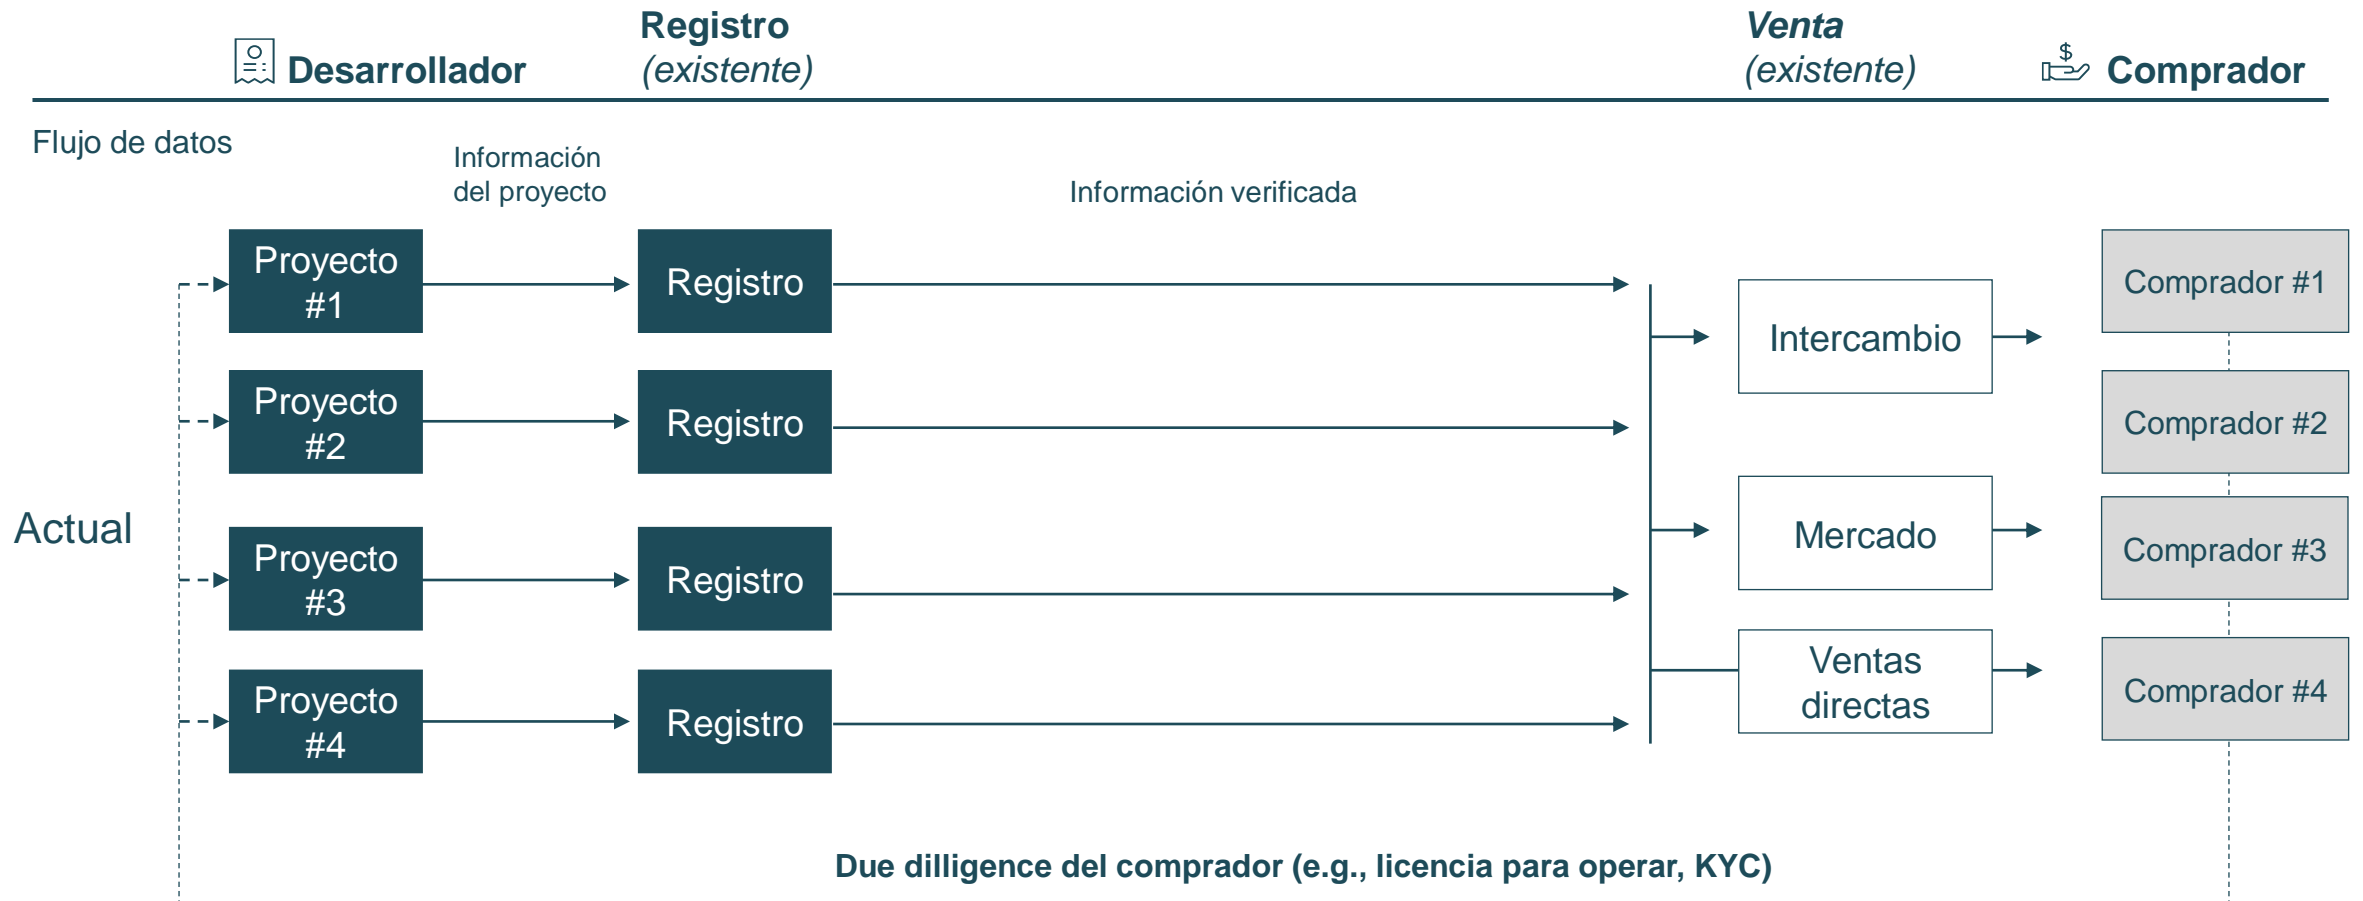 Desarrollador
Registro
(existente)
Venta
(existente)
Comprador
Flujo de datos
Información
del proyecto
Información verificada
Proyecto
#1
Registro
Intercambio
Comprador #1
Proyecto
#2
Registro
Comprador #2
Actual
Proyecto
#3
Registro
Mercado
Comprador #3
Proyecto
#4
Registro
Ventas
directas
Comprador #4
Due dilligence del comprador (e.g., licencia para operar, KYC)